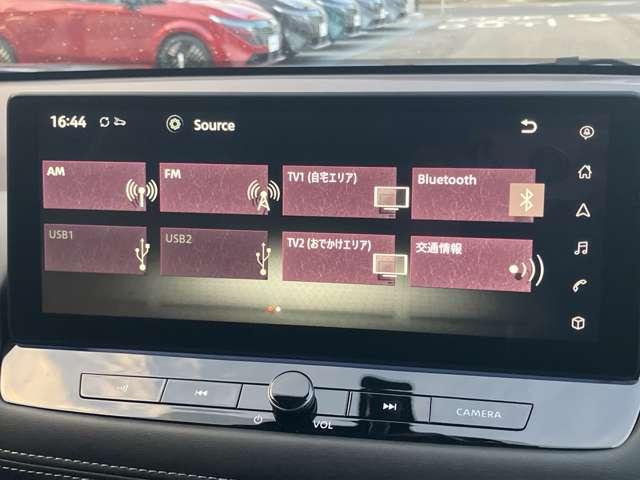 16:44
Source
AM
FM
TV1 (自宅エリア)
Bluetooth
USB1
USB2
TV2 (おでかけエリア)
交通情報
VOL
CAMERA